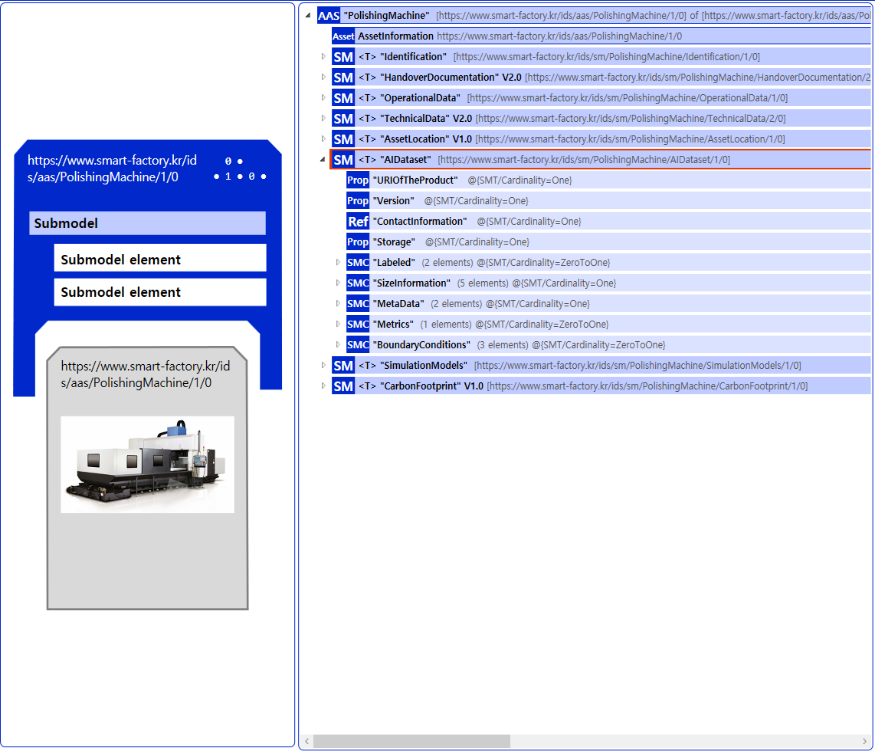 https://www.smart-factory.kr/id
s/aas/PolishingMachine/1/0
0 ●
● 1 ● 0 ●
Submodel
Submodel element
Submodel element
https://www.smart-factory.kr/id
s/aas/PolishingMachine/1/0
AAS "PolishingMachine" [https://www.smart-factory.kr/ids/aas/PolishingMachine/1/0] of [https://www.smart-factory.kr/ids/aas/Pol
Asset AssetInformation https://www.smart-factory.kr/ids/aas/PolishingMachine/1/0
SM <T> "Identification" [https://www.smart-factory.kr/ids/sm/PolishingMachine/Identification/1/0]
SM <T> "HandoverDocumentation" V2.0 [https://www.smart-factory.kr/ids/sm/PolishingMachine/HandoverDocumentation/2
SM <T> "OperationalData" [https://www.smart-factory.kr/ids/sm/PolishingMachine/OperationalData/1/0]
SM <T> "TechnicalData" V2.0 [https://www.smart-factory.kr/ids/sm/PolishingMachine/TechnicalData/2/0]
SM <T> "AssetLocation" V1.0 [https://www.smart-factory.kr/ids/sm/PolishingMachine/AssetLocation/1/0]
SM <T> "AIDataset" [https://www.smart-factory.kr/ids/sm/PolishingMachine/AIDataset/1/0]
Prop "URIOfTheProduct" @{SMT/Cardinality=One}
Prop "Version" @{SMT/Cardinality=One}
Ref "ContactInformation" @{SMT/Cardinality=One}
Prop "Storage" @{SMT/Cardinality=One}
SMC "Labeled" (2 elements) @{SMT/Cardinality=ZeroToOne}
SMC "SizeInformation" (5 elements) @{SMT/Cardinality=One}
SMC "MetaData" (2 elements) @{SMT/Cardinality=One}
SMC "Metrics" (1 elements) @{SMT/Cardinality=ZeroToOne}
SMC "BoundaryConditions" (3 elements) @{SMT/Cardinality=ZeroToOne}
SM <T> "SimulationModels" [https://www.smart-factory.kr/ids/sm/PolishingMachine/SimulationModels/1/0]
SM <T> "CarbonFootprint" V1.0 [https://www.smart-factory.kr/ids/sm/PolishingMachine/CarbonFootprint/1/0]